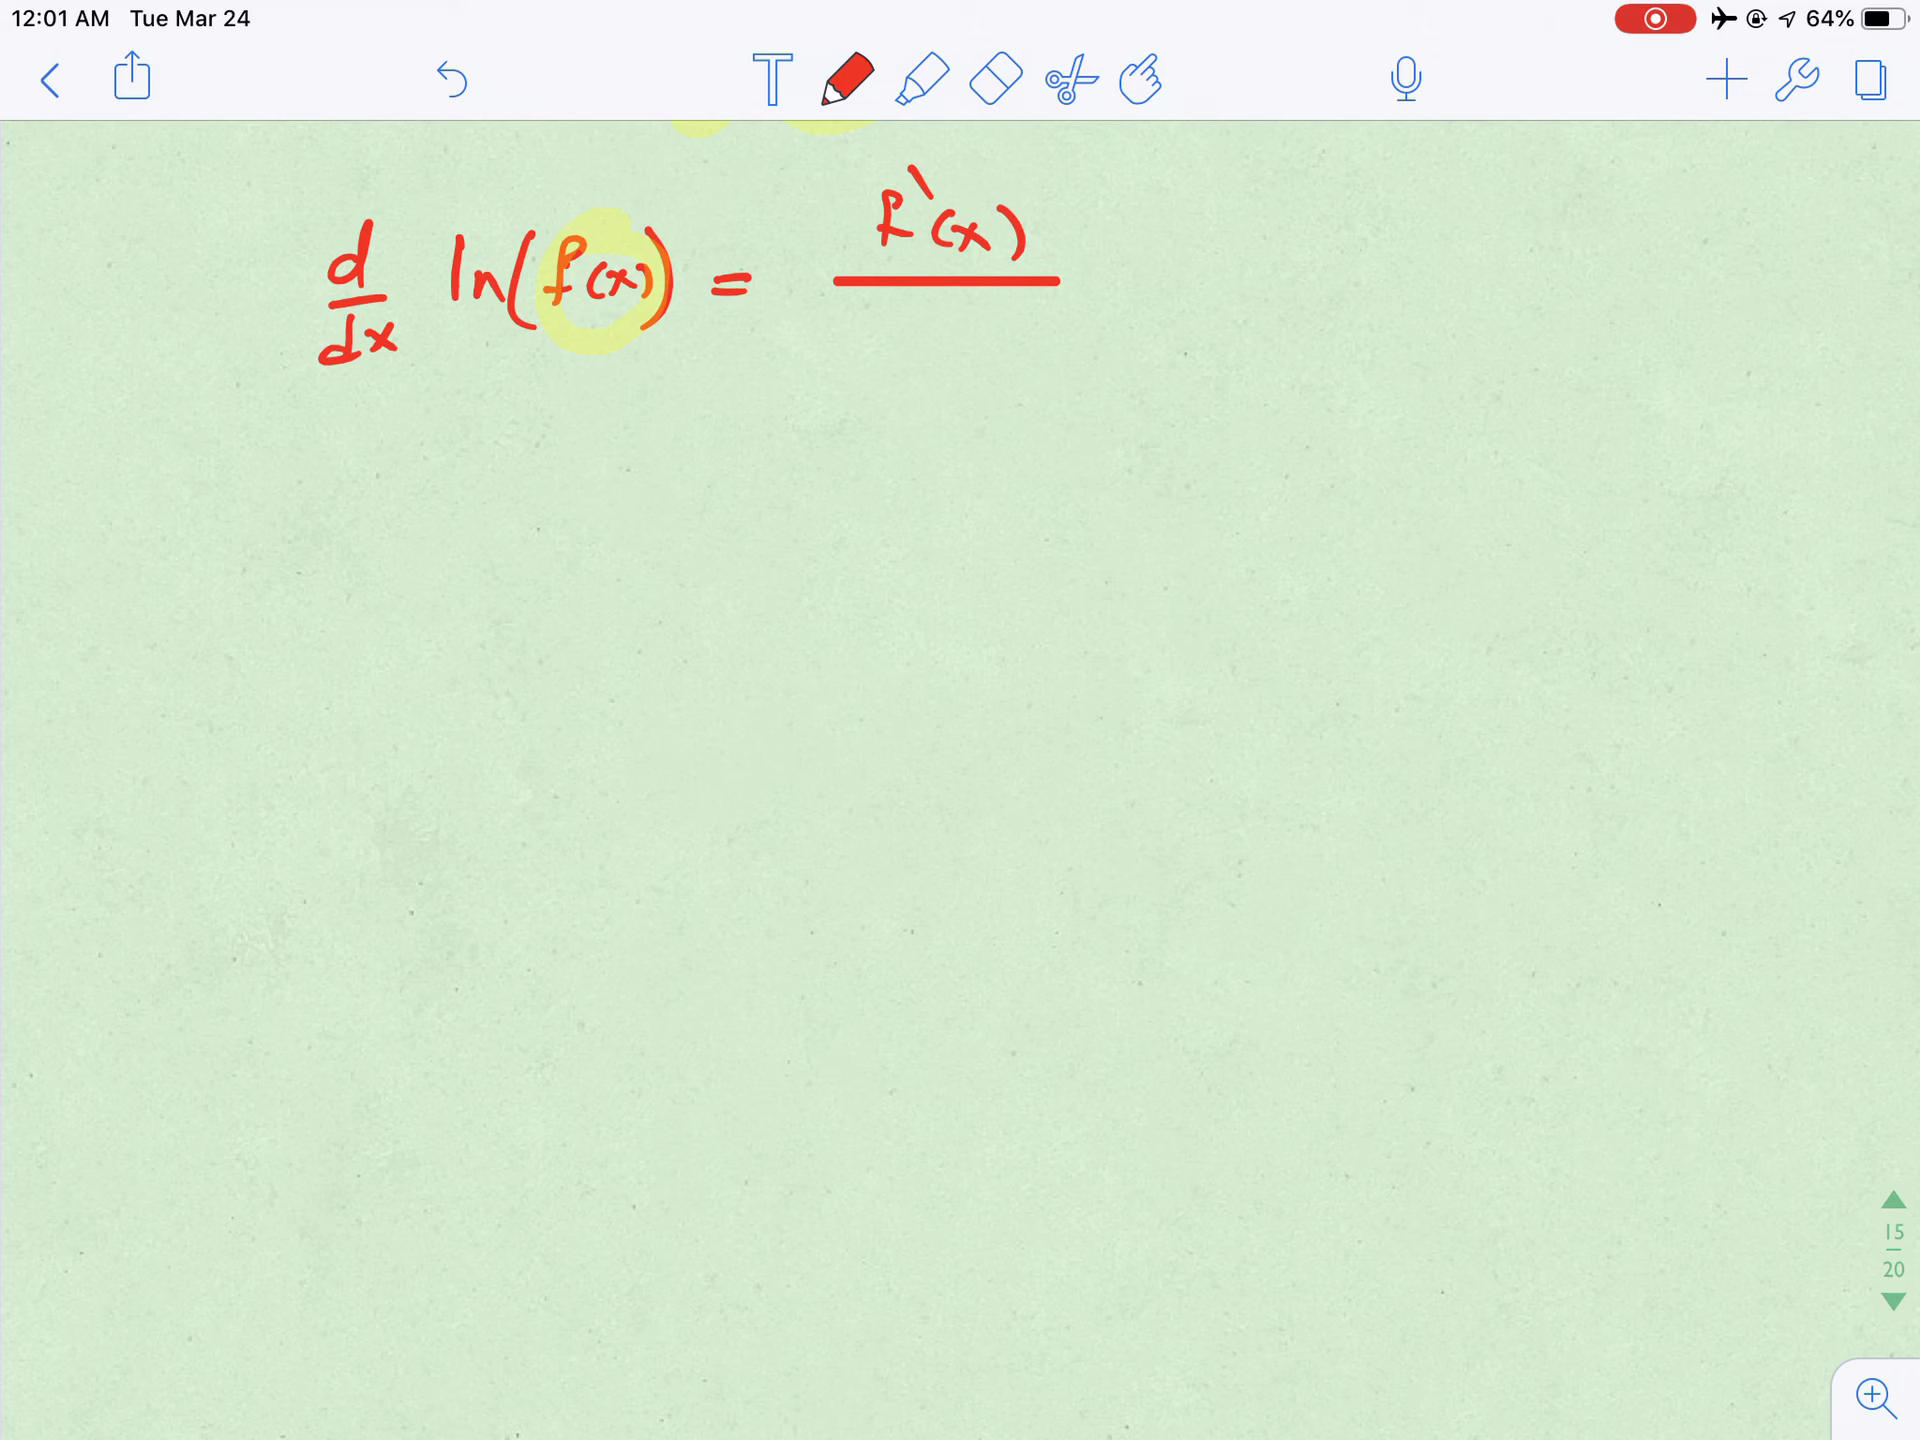 12:01 AM Tue Mar 24 64%
T
d/dx ln(f(x)) = f'(x)/
15
20